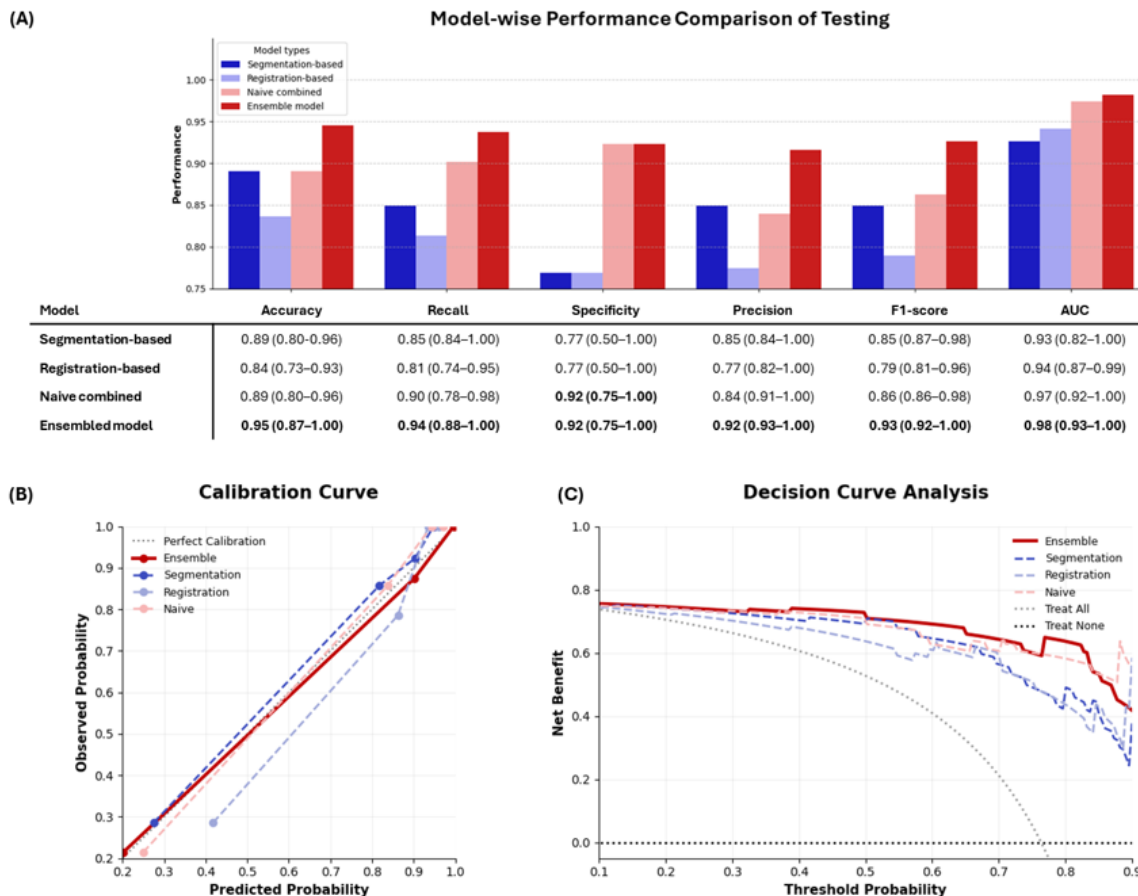 (A)
Model-wise Performance Comparison of Testing
Model types
Segmentation-based
Registration-based
Naive combined
Ensemble model
Performance
1.00
0.95
0.90
0.85
0.80
0.75
Model Accuracy Recall Specificity Precision F1-score AUC
Segmentation-based 0.89 (0.80-0.96) 0.85 (0.84–1.00) 0.77 (0.50–1.00) 0.85 (0.84–1.00) 0.85 (0.87–0.98) 0.93 (0.82–1.00)
Registration-based 0.84 (0.73–0.93) 0.81 (0.74–0.95) 0.77 (0.50–1.00) 0.77 (0.82–1.00) 0.79 (0.81–0.96) 0.94 (0.87–0.99)
Naive combined 0.89 (0.80–0.96) 0.90 (0.78–0.98) 0.92 (0.75–1.00) 0.84 (0.91–1.00) 0.86 (0.86–0.98) 0.97 (0.92–1.00)
Ensembled model 0.95 (0.87–1.00) 0.94 (0.88–1.00) 0.92 (0.75–1.00) 0.92 (0.93–1.00) 0.93 (0.92–1.00) 0.98 (0.93–1.00)
(B)
Calibration Curve
Perfect Calibration
Ensemble
Segmentation
Registration
Naive
Observed Probability
1.0
0.9
0.8
0.7
0.6
0.5
0.4
0.3
0.2
0.2 0.3 0.4 0.5 0.6 0.7 0.8 0.9 1.0
Predicted Probability
(C)
Decision Curve Analysis
Ensemble
Segmentation
Registration
Naive
Treat All
Treat None
Net Benefit
1.0
0.8
0.6
0.4
0.2
0.0
0.1 0.2 0.3 0.4 0.5 0.6 0.7 0.8 0.9
Threshold Probability